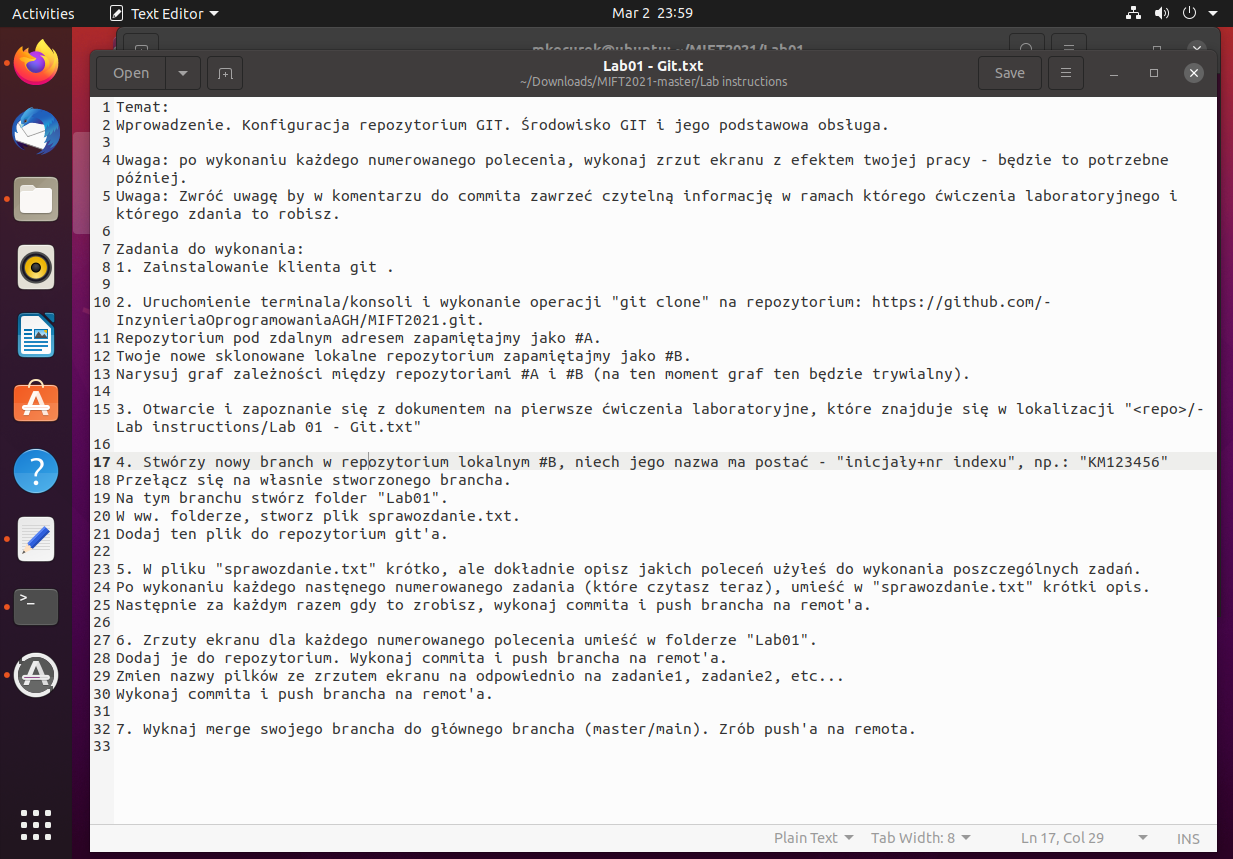 Activities
Text Editor
Mar 2 23:59
Open
Lab01 - Git.txt
~/Downloads/MIFT2021-master/Lab instructions
Save
1 Temat:
2 Wprowadzenie. Konfiguracja repozytorium GIT. Środowisko GIT i jego podstawowa obsługa.
3
4 Uwaga: po wykonaniu każdego numerowanego polecenia, wykonaj zrzut ekranu z efektem twojej pracy - będzie to potrzebne
później.
5 Uwaga: Zwróć uwagę by w komentarzu do commita zawrzeć czytelną informację w ramach którego ćwiczenia laboratoryjnego i
którego zdania to robisz.
6
7 Zadania do wykonania:
8 1. Zainstalowanie klienta git .
9
10 2. Uruchomienie terminala/konsoli i wykonanie operacji "git clone" na repozytorium: https://github.com/-
InzynieriaOprogramowaniaAGH/MIFT2021.git.
11 Repozytorium pod zdalnym adresem zapamiętajmy jako #A.
12 Twoje nowe sklonowane lokalne repozytorium zapamiętajmy jako #B.
13 Narysuj graf zależności między repozytoriami #A i #B (na ten moment graf ten będzie trywialny).
14
15 3. Otwarcie i zapoznanie się z dokumentem na pierwsze ćwiczenia laboratoryjne, które znajduje się w lokalizacji "<repo>/-
Lab instructions/Lab 01 - Git.txt"
16
17 4. Stwórzy nowy branch w repozytorium lokalnym #B, niech jego nazwa ma postać - "inicjały+nr indexu", np.: "KM123456"
18 Przełącz się na własnie stworzonego brancha.
19 Na tym branchu stwórz folder "Lab01".
20 W ww. folderze, stworz plik sprawozdanie.txt.
21 Dodaj ten plik do repozytorium git'a.
22
23 5. W pliku "sprawozdanie.txt" krótko, ale dokładnie opisz jakich poleceń użyłeś do wykonania poszczególnych zadań.
24 Po wykonaniu każdego nastęnego numerowanego zadania (które czytasz teraz), umieść w "sprawozdanie.txt" krótki opis.
25 Następnie za każdym razem gdy to zrobisz, wykonaj commita i push brancha na remot'a.
26
27 6. Zrzuty ekranu dla każdego numerowanego polecenia umieść w folderze "Lab01".
28 Dodaj je do repozytorium. Wykonaj commita i push brancha na remot'a.
29 Zmien nazwy pilków ze zrzutem ekranu na odpowiednio na zadanie1, zadanie2, etc...
30 Wykonaj commita i push brancha na remot'a.
31
32 7. Wyknaj merge swojego brancha do głównego brancha (master/main). Zrób push'a na remota.
33
Plain Text
Tab Width: 8
Ln 17, Col 29
INS